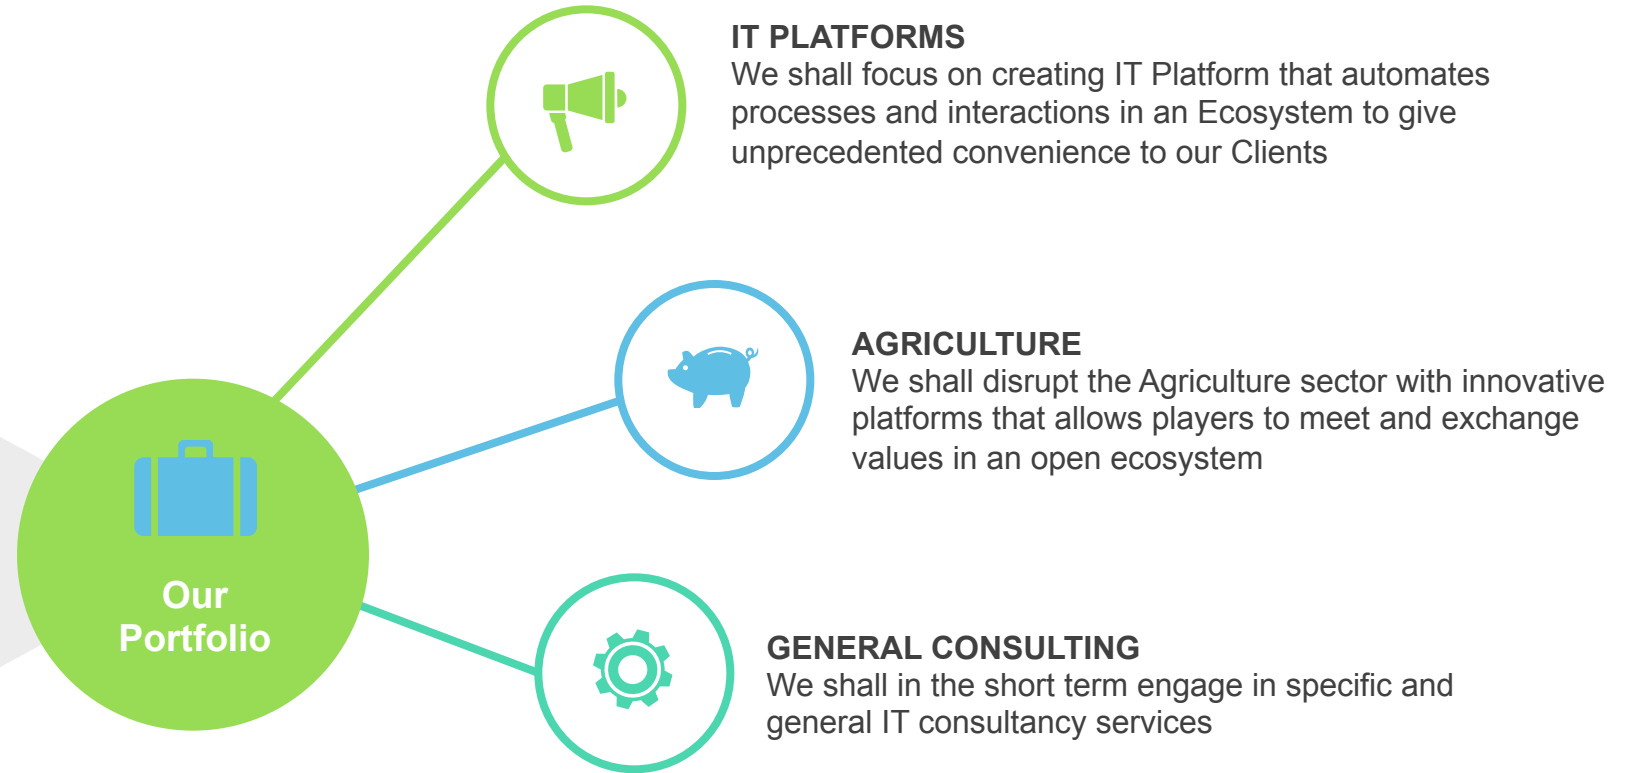 IT PLATFORMS
We shall focus on creating IT Platform that automates
processes and interactions in an Ecosystem to give
unprecedented convenience to our Clients
AGRICULTURE
We shall disrupt the Agriculture sector with innovative
platforms that allows players to meet and exchange
values in an open ecosystem
Our
Portfolio
GENERAL CONSULTING
We shall in the short term engage in specific and
general IT consultancy services